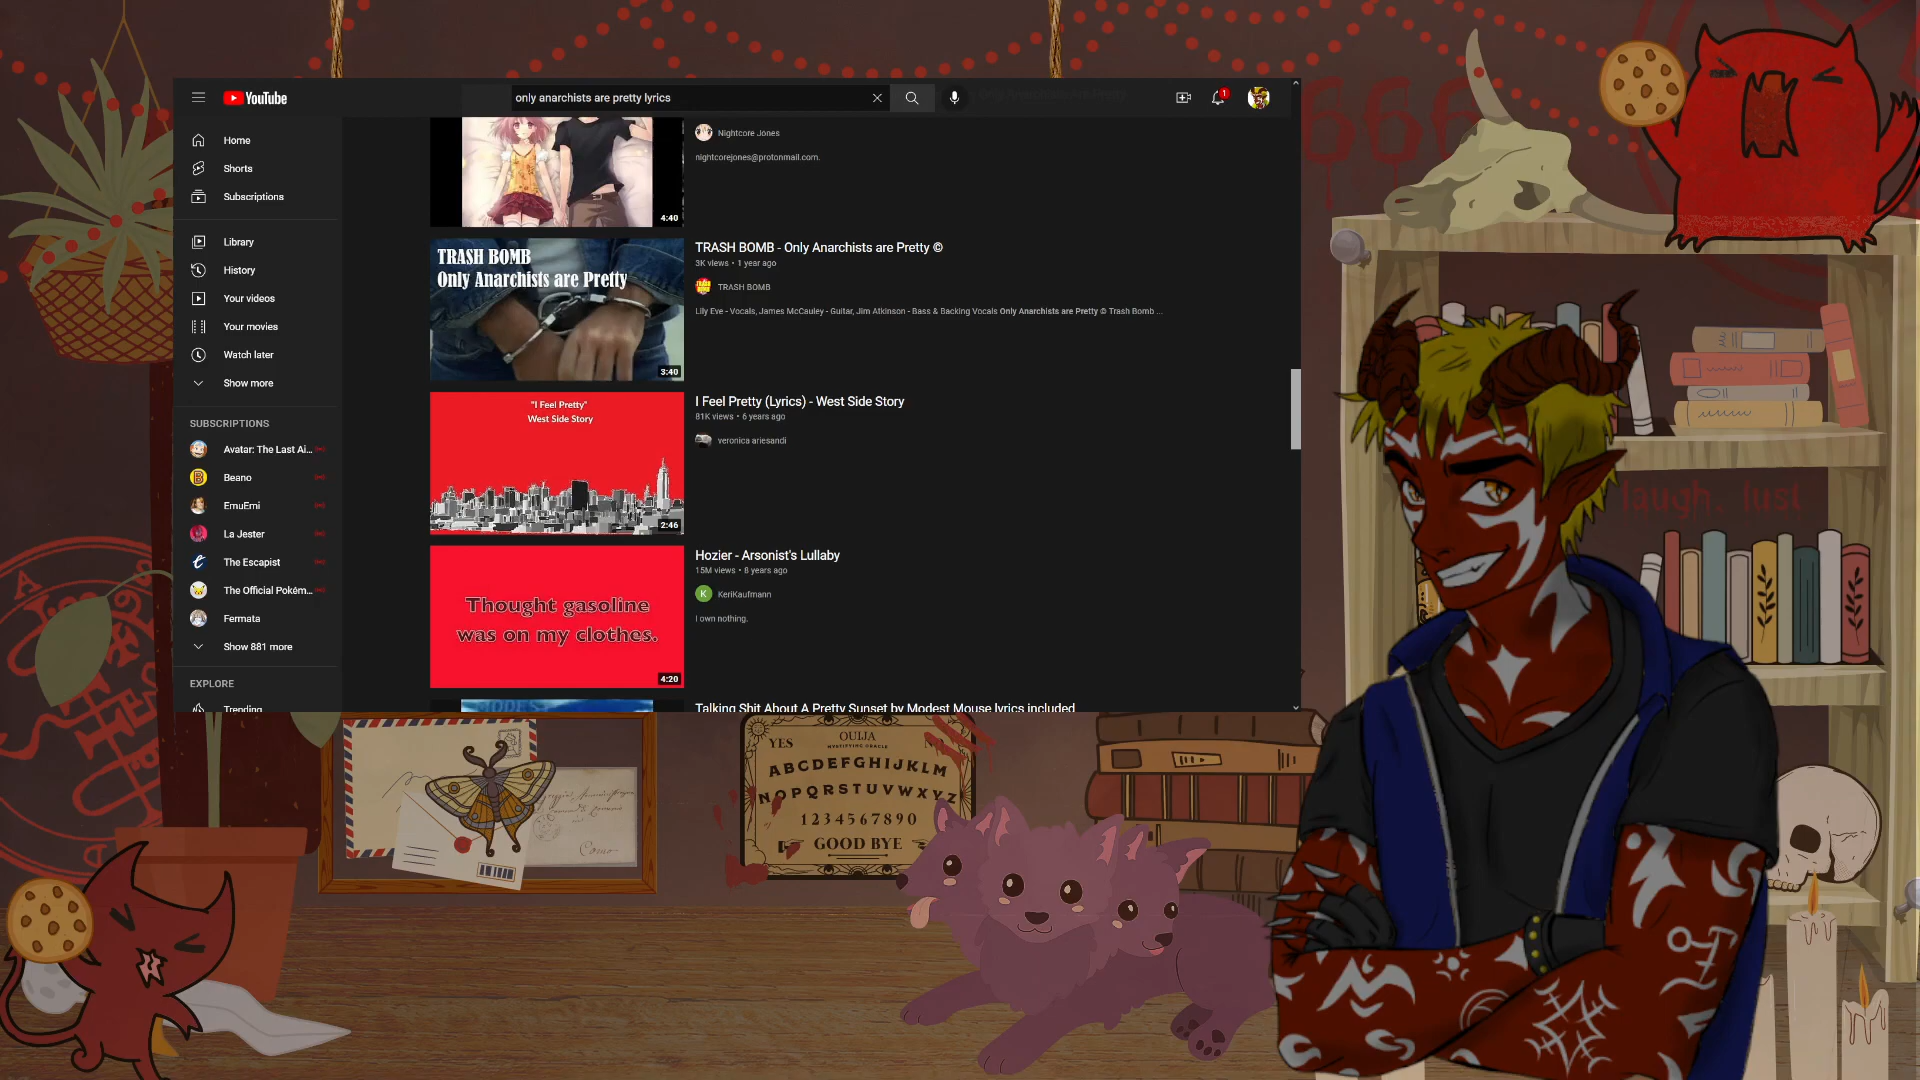 YouTube
only anarchists are pretty lyrics
1
Home
Shorts
Subscriptions
Library
History
Your videos
Your movies
Watch later
Show more
SUBSCRIPTIONS
Avatar: The Last Ai...
Beano
EmuEmi
La Jester
The Escapist
The Official Pokém...
Fermata
Show 881 more
EXPLORE
Trending
4:40
Nightcore Jones
nightcorejones@protonmail.com.
TRASH BOMB
Only Anarchists are Pretty
3:40
TRASH BOMB - Only Anarchists are Pretty ©
3K views • 1 year ago
TRASH BOMB
Lily Eve - Vocals, James McCauley - Guitar, Jim Atkinson - Bass & Backing Vocals Only Anarchists are Pretty © Trash Bomb ...
"I Feel Pretty"
West Side Story
2:46
I Feel Pretty (Lyrics) - West Side Story
81K views • 6 years ago
veronica ariesandi
Thought gasoline
was on my clothes.
4:20
Hozier - Arsonist's Lullaby
15M views • 8 years ago
K
KeriKaufmann
I own nothing.
Talking Shit About A Pretty Sunset by Modest Mouse lyrics included
666
laugh. lust
YES
OUIJA
MYSTIFYING ORACLE
ABCDEFGHIJKLM
NOPQRSTUVWXYZ
1234567890
GOOD BYE